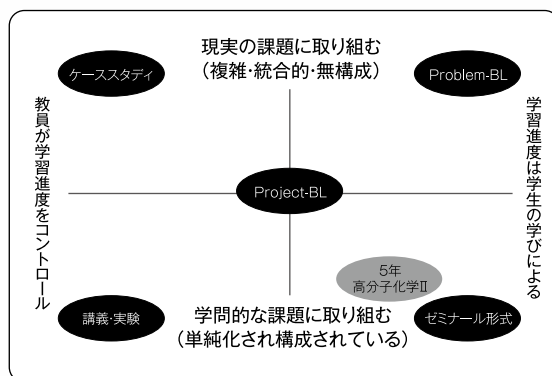 現実の課題に取り組む
（複雑・統合的・無構成）
ケーススタディ
Problem-BL
教員が学習進度をコントロール
学習進度は学生の学びによる
Project-BL
5年
高分子化学Ⅱ
講義・実験
学問的な課題に取り組む
（単純化され構成されている）
ゼミナール形式